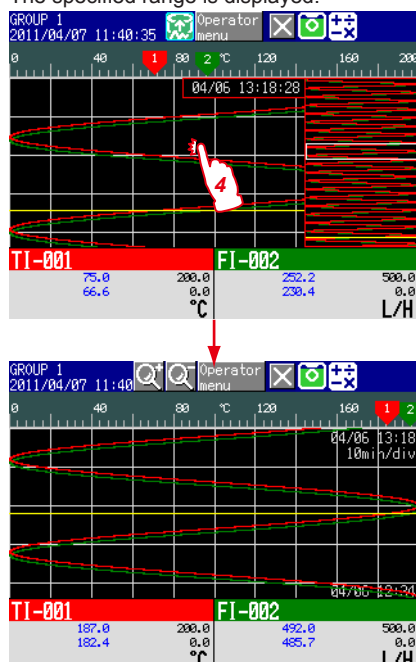 The specified range is displayed.
GROUP 1
2011/04/07 11:40:35
Operator
menu
0 40 1 80 2 °C 120 160 200
04/06 13:18:28
4
TI-001 FI-002
75.0 200.0 252.2 500.0
66.6 0.0 230.4 0.0
°C L/H
GROUP 1
2011/04/07 11:40
Operator
menu
0 40 80 °C 120 160 1 2
04/06 13:18
10min/div
04/06 12:34
TI-001 FI-002
187.0 200.0 492.0 500.0
182.4 0.0 485.7 0.0
°C L/H